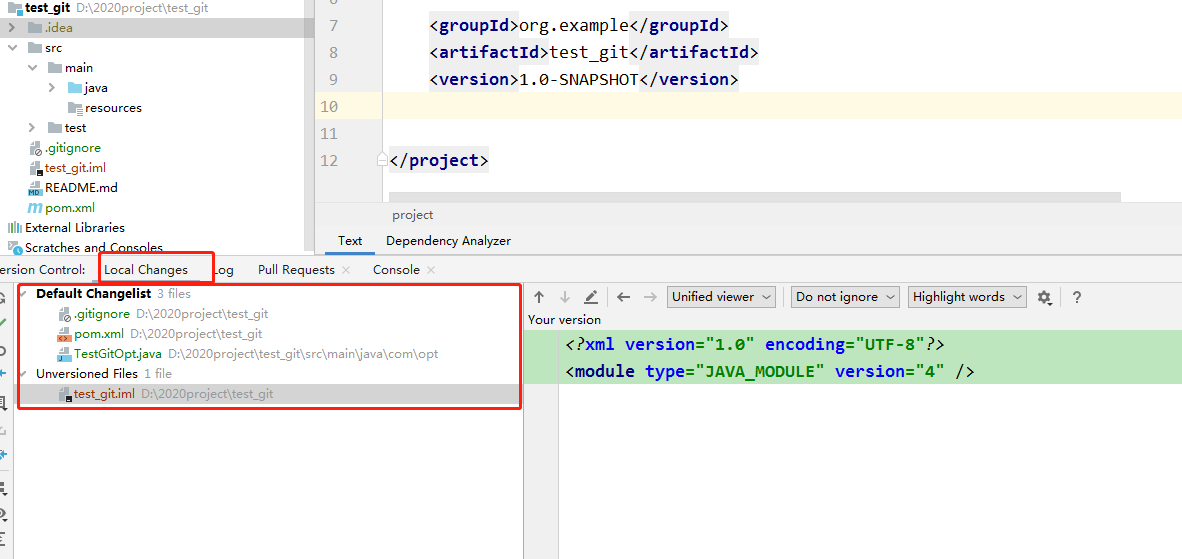 test_git D:\2020project\test_git
.idea
src
main
java
resources
test
.gitignore
test_git.iml
README.md
pom.xml
External Libraries
Scratches and Consoles
7 <groupId>org.example</groupId>
8 <artifactId>test_git</artifactId>
9 <version>1.0-SNAPSHOT</version>
10
11
12 </project>
project
Text Dependency Analyzer
ersion Control: Local Changes Log Pull Requests Console
Default Changelist 3 files
.gitignore D:\2020project\test_git
pom.xml D:\2020project\test_git
TestGitOpt.java D:\2020project\test_git\src\main\java\com\opt
Unversioned Files 1 file
test_git.iml D:\2020project\test_git
Unified viewer Do not ignore Highlight words ?
Your version
<?xml version="1.0" encoding="UTF-8"?>
<module type="JAVA_MODULE" version="4" />